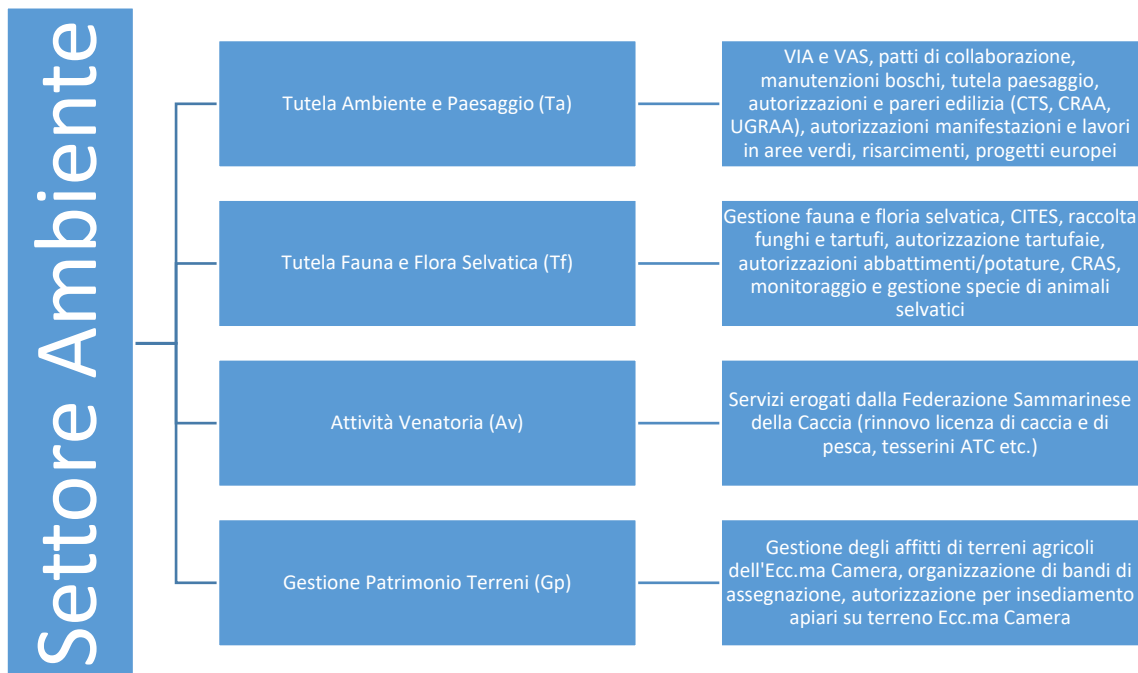 Settore Ambiente
Tutela Ambiente e Paesaggio (Ta)
VIA e VAS, patti di collaborazione,
manutenzioni boschi, tutela paesaggio,
autorizzazioni e pareri edilizia (CTS, CRAA,
UGRAA), autorizzazioni manifestazioni e lavori
in aree verdi, risarcimenti, progetti europei
Tutela Fauna e Flora Selvatica (Tf)
Gestione fauna e floria selvatica, CITES, raccolta
funghi e tartufi, autorizzazione tartufaie,
autorizzazioni abbattimenti/potature, CRAS,
monitoraggio e gestione specie di animali
selvatici
Attività Venatoria (Av)
Servizi erogati dalla Federazione Sammarinese
della Caccia (rinnovo licenza di caccia e di
pesca, tesserini ATC etc.)
Gestione Patrimonio Terreni (Gp)
Gestione degli affitti di terreni agricoli
dell'Ecc.ma Camera, organizzazione di bandi di
assegnazione, autorizzazione per insediamento
apiari su terreno Ecc.ma Camera